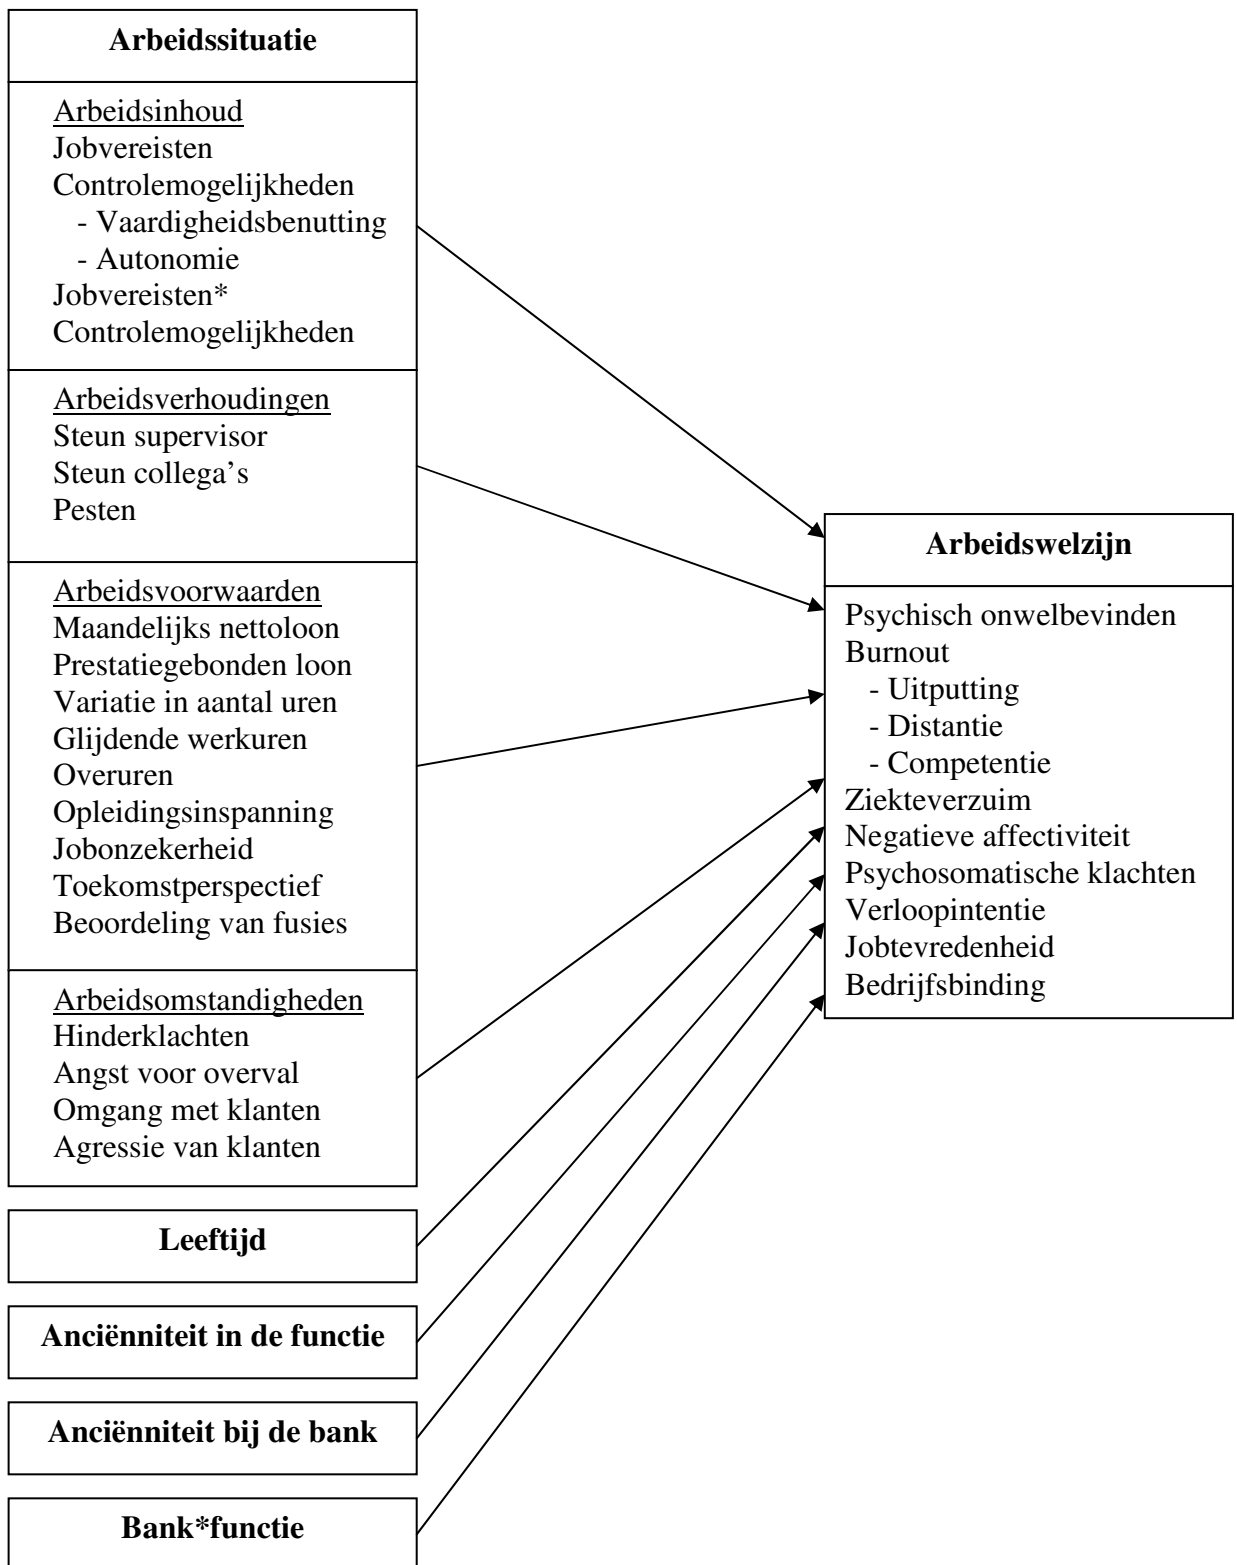 Arbeidssituatie
Arbeidsinhoud
Jobvereisten
Controlemogelijkheden
- Vaardigheidsbenutting
- Autonomie
Jobvereisten*
Controlemogelijkheden
Arbeidsverhoudingen
Steun supervisor
Steun collega's
Pesten
Arbeidsvoorwaarden
Maandelijks nettoloon
Prestatiegebonden loon
Variatie in aantal uren
Glijdende werkuren
Overuren
Opleidingsinspanning
Jobonzekerheid
Toekomstperspectief
Beoordeling van fusies
Arbeidsomstandigheden
Hinderklachten
Angst voor overval
Omgang met klanten
Agressie van klanten
Leeftijd
Anciënniteit in de functie
Anciënniteit bij de bank
Bank*functie
Arbeidswelzijn
Psychisch onwelbevinden
Burnout
- Uitputting
- Distantie
- Competentie
Ziekteverzuim
Negatieve affectiviteit
Psychosomatische klachten
Verloopintentie
Jobtevredenheid
Bedrijfsbinding